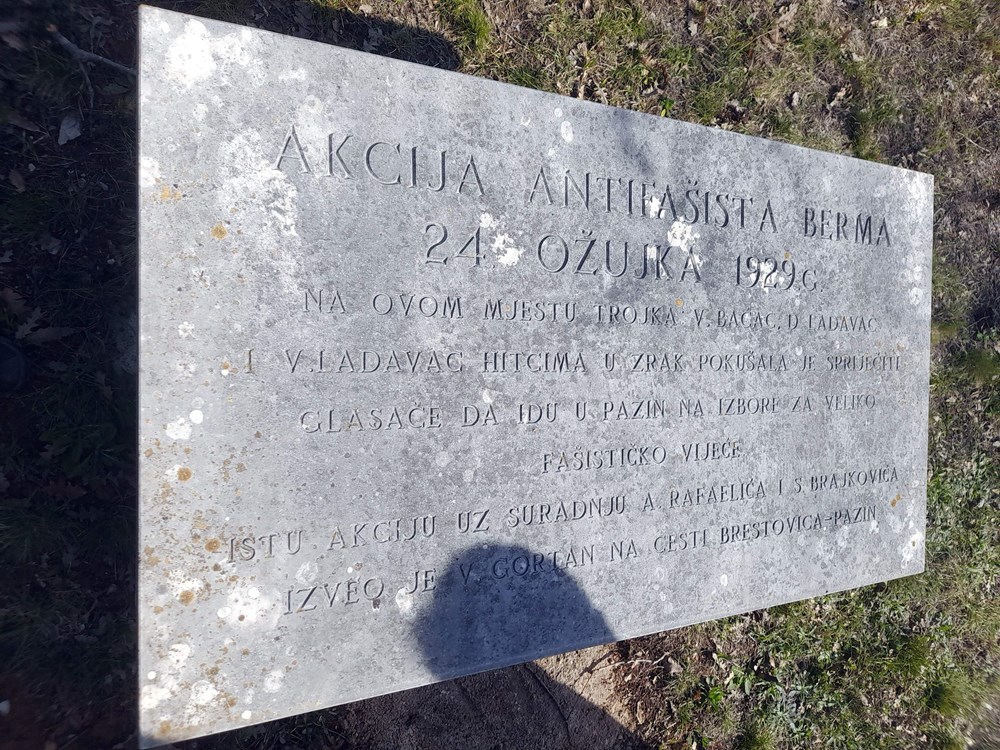 AKCIJA ANTIFAŠISTA BERMA
24. OŽUJKA 1929.G.
NA OVOM MJESTU TROJKA V. BAČAC, D. LADAVAC
I V. LADAVAC HITCIMA U ZRAK POKUŠALA JE SPRIJEČITI
GLASAČE DA IDU U PAZIN NA IZBORE ZA VELIKO
FAŠISTIČKO VIJEĆE
ISTU AKCIJU UZ SURADNJU A. RAFAELIĆA I S. BRAJKOVIĆA
IZVEO JE V. GORTAN NA CESTI BRESTOVICA-PAZIN